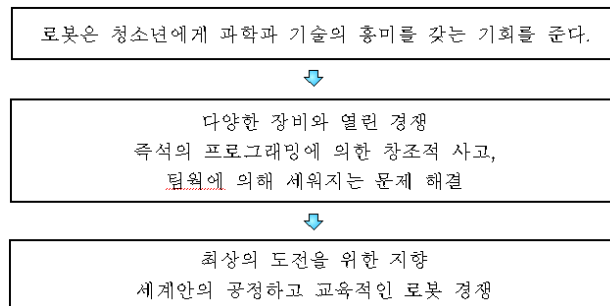 로봇은 청소년에게 과학과 기술의 흥미를 갖는 기회를 준다.
다양한 장비와 열린 경쟁
즉석의 프로그래밍에 의한 창조적 사고,
팀웍에 의해 세워지는 문제 해결
최상의 도전을 위한 지향
세계안의 공정하고 교육적인 로봇 경쟁